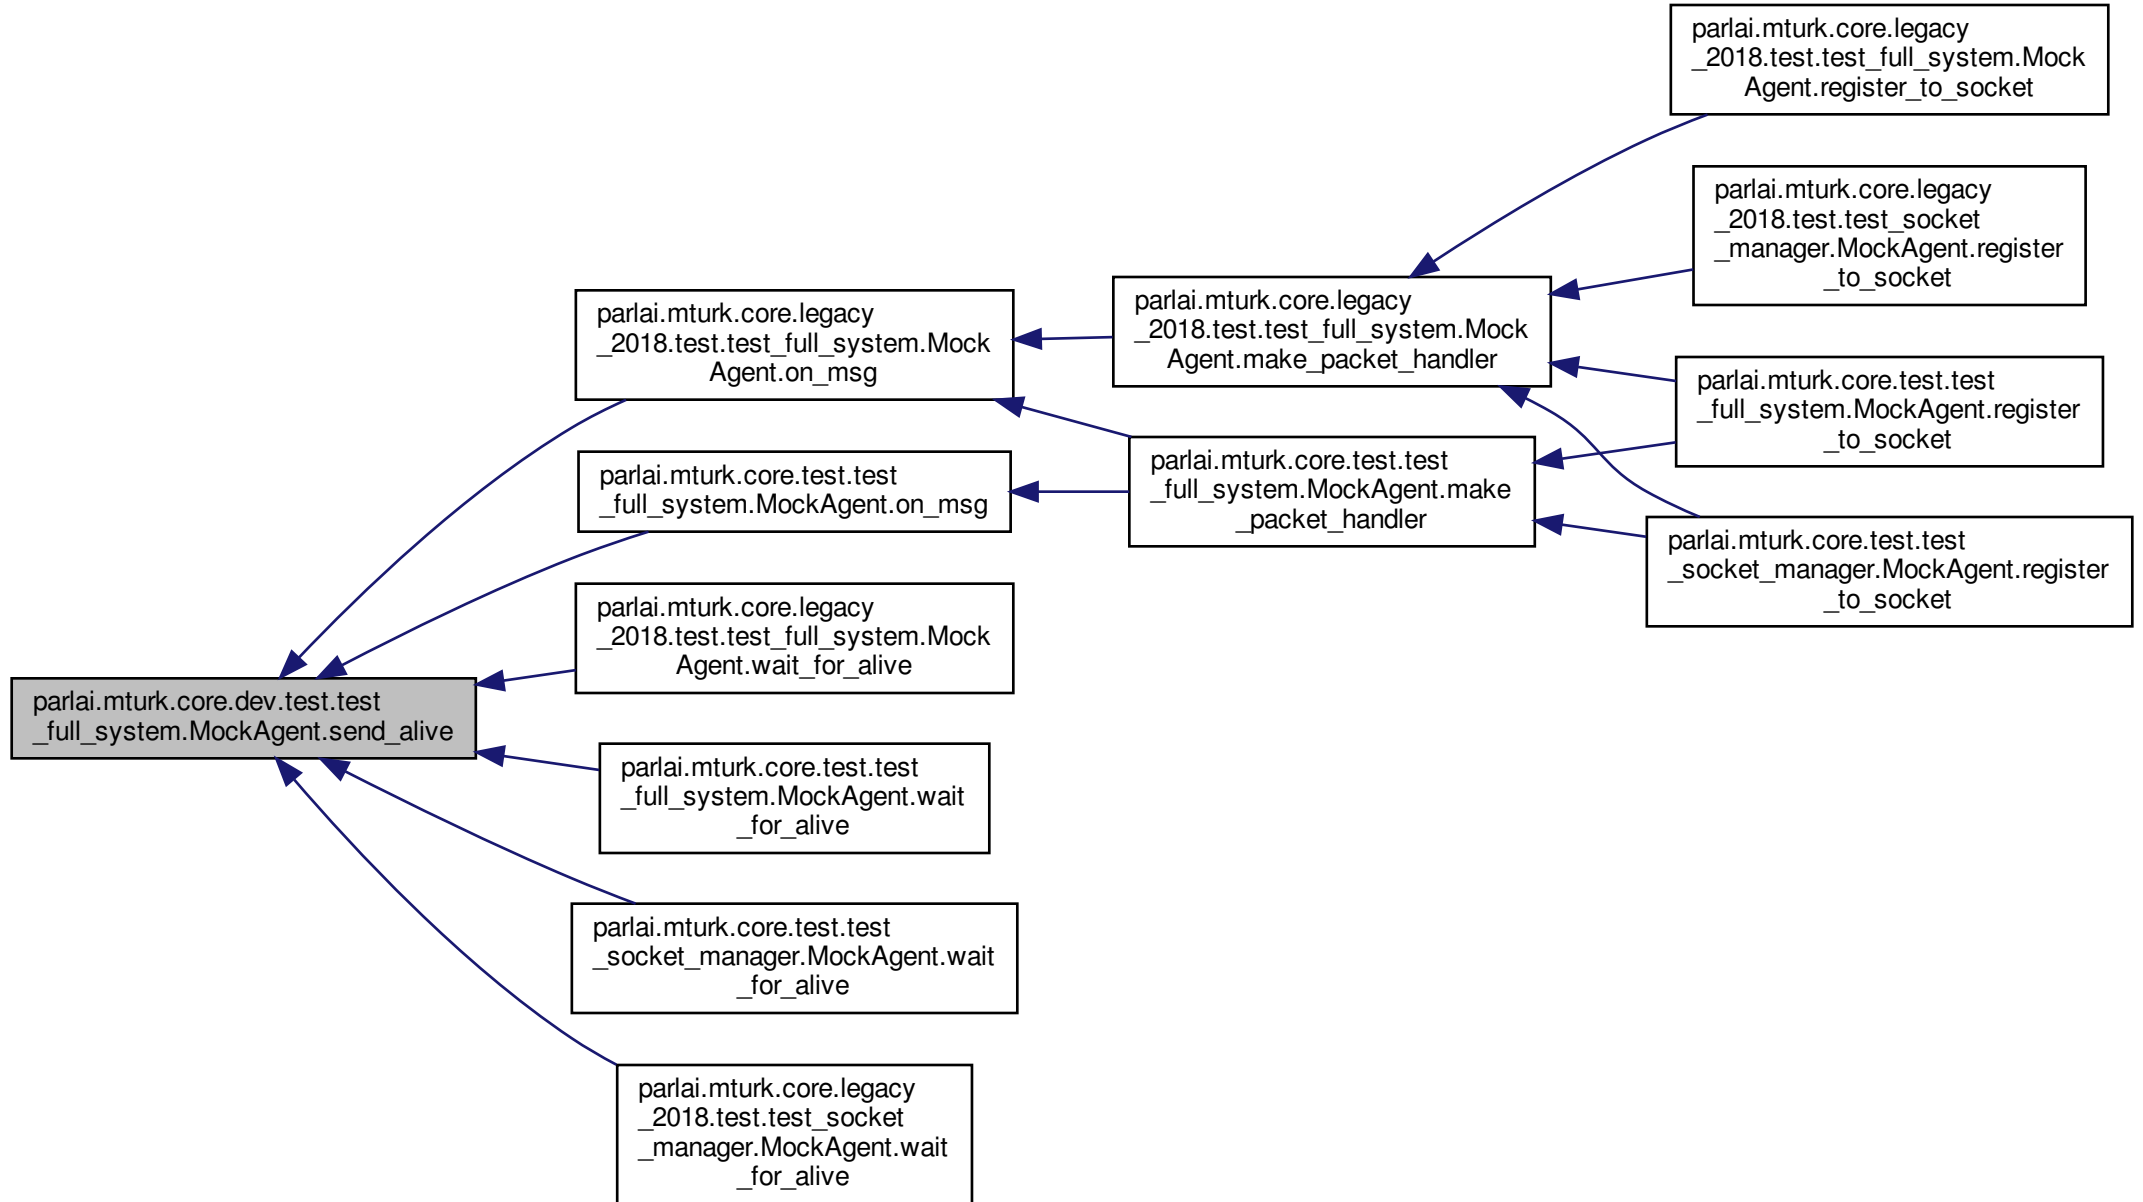 parlai.mturk.core.legacy
_2018.test.test_full_system.Mock
Agent.register_to_socket
parlai.mturk.core.legacy
_2018.test.test_socket
_manager.MockAgent.register
_to_socket
parlai.mturk.core.legacy
_2018.test.test_full_system.Mock
Agent.make_packet_handler
parlai.mturk.core.legacy
_2018.test.test_full_system.Mock
Agent.on_msg
parlai.mturk.core.test.test
_full_system.MockAgent.register
_to_socket
parlai.mturk.core.test.test
_full_system.MockAgent.make
_packet_handler
parlai.mturk.core.test.test
_full_system.MockAgent.on_msg
parlai.mturk.core.test.test
_socket_manager.MockAgent.register
_to_socket
parlai.mturk.core.legacy
_2018.test.test_full_system.Mock
Agent.wait_for_alive
parlai.mturk.core.dev.test.test
_full_system.MockAgent.send_alive
parlai.mturk.core.test.test
_full_system.MockAgent.wait
_for_alive
parlai.mturk.core.test.test
_socket_manager.MockAgent.wait
_for_alive
parlai.mturk.core.legacy
_2018.test.test_socket
_manager.MockAgent.wait
_for_alive